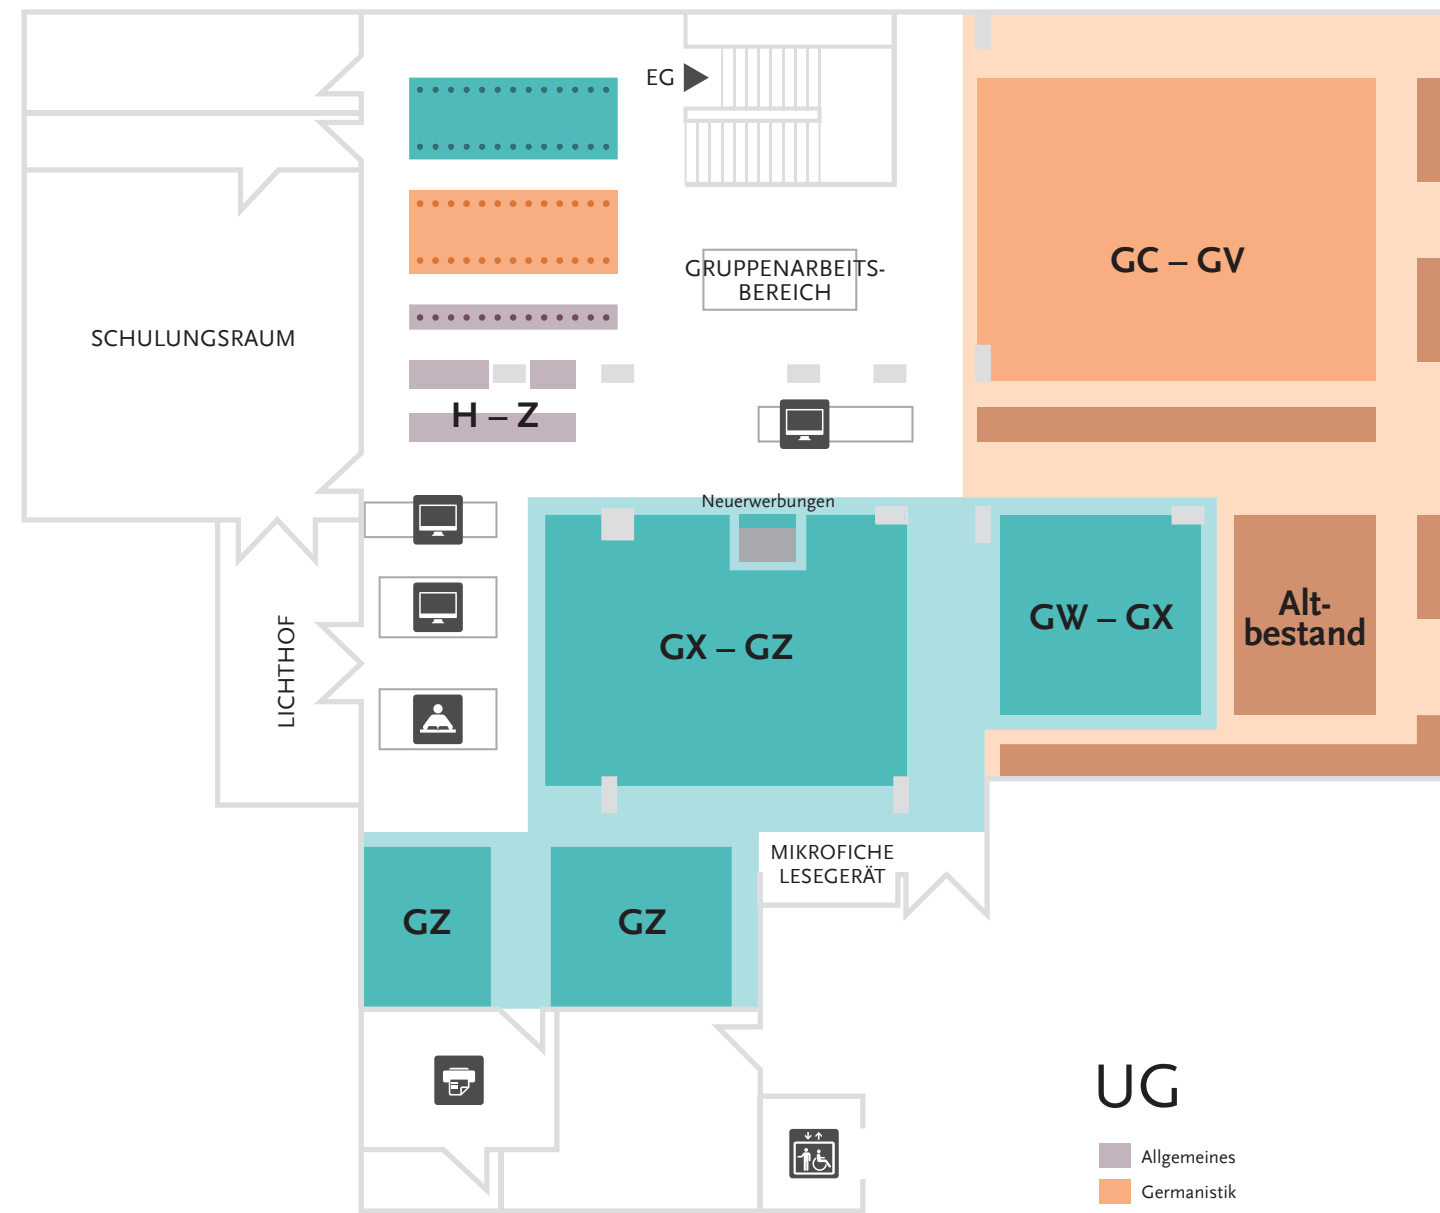 EG
GRUPPENARBEITS-
BEREICH
GC – GV
SCHULUNGSRAUM
H – Z
Neuerwerbungen
GX – GZ
GW – GX
Alt-
bestand
LICHTHOF
MIKROFICHE
LESEGERÄT
GZ
GZ
UG
Allgemeines
Germanistik